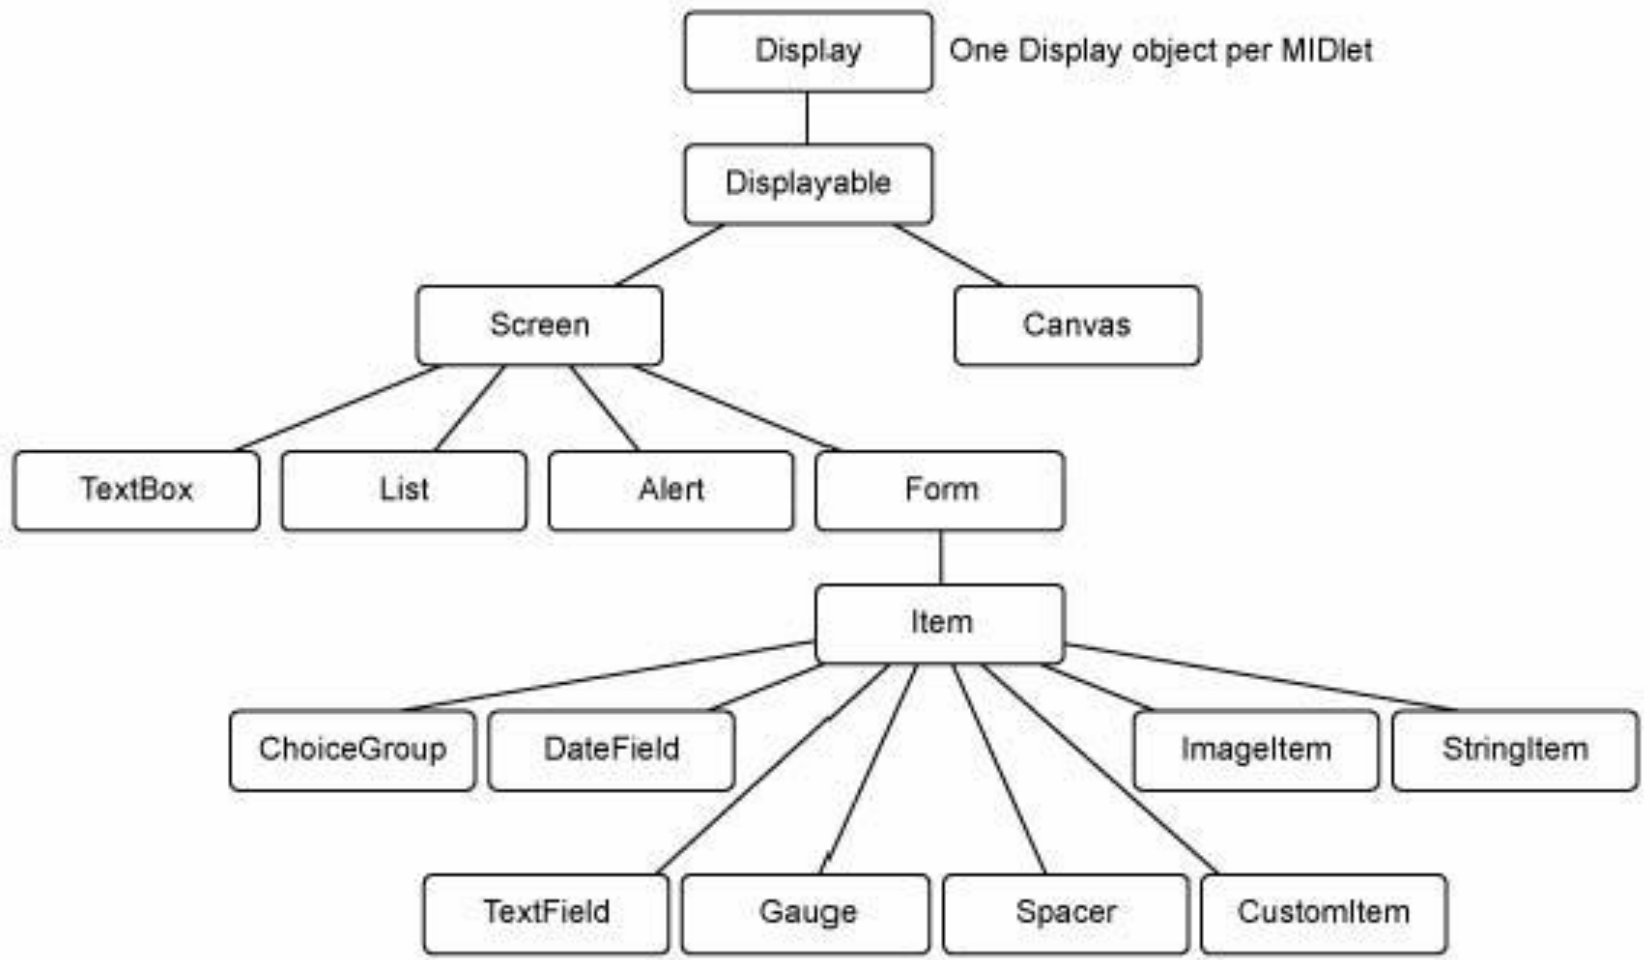 Display
One Display object per MIDlet
Displayable
Screen
Canvas
TextBox
List
Alert
Form
Item
ChoiceGroup
DateField
ImageItem
StringItem
TextField
Gauge
Spacer
CustomItem